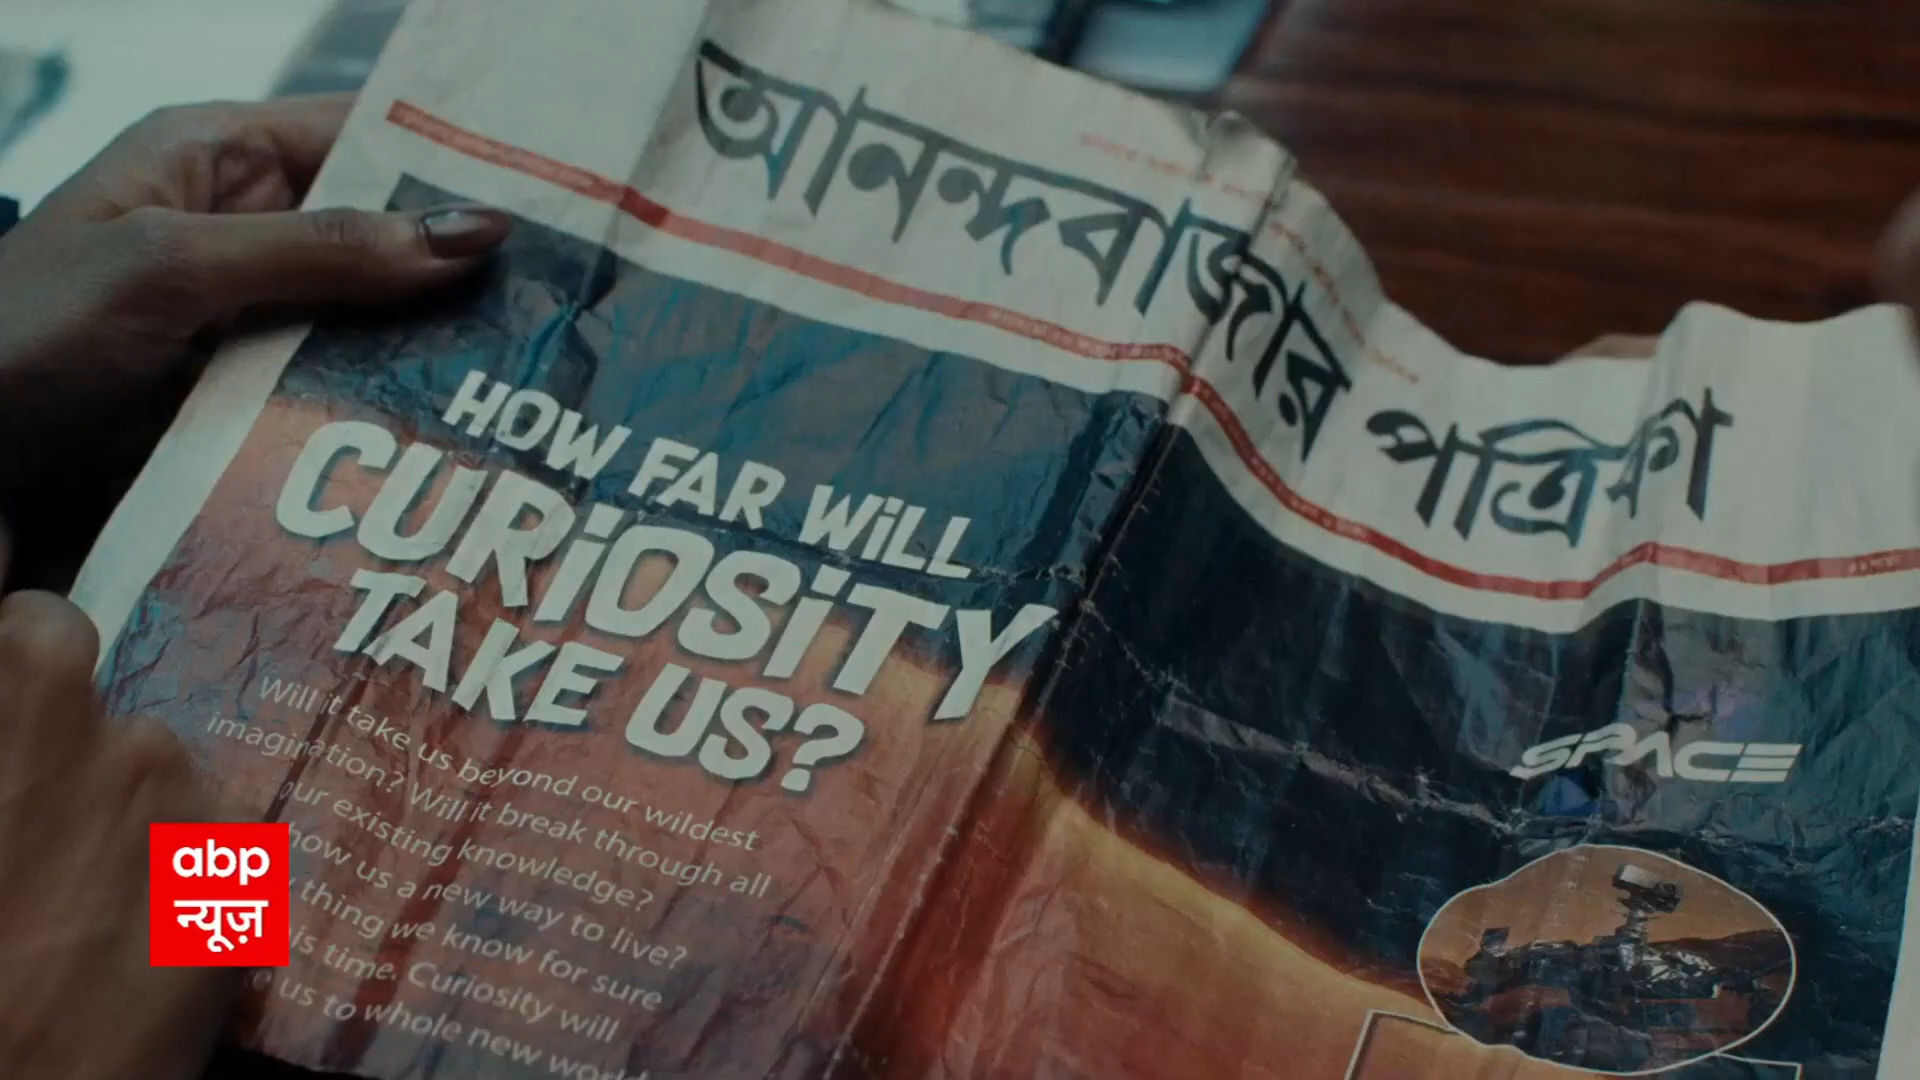 আনন্দবাজার পত্রিকা
HOW FAR WiLL
CURiOSiTY
TAKE US?
Will it take us beyond our wildest
imagination? Will it break through all
our existing knowledge?
how us a new way to live?
thing we know for sure
is time. Curiosity will
us to whole new world
SPACE
abp
न्यूज़